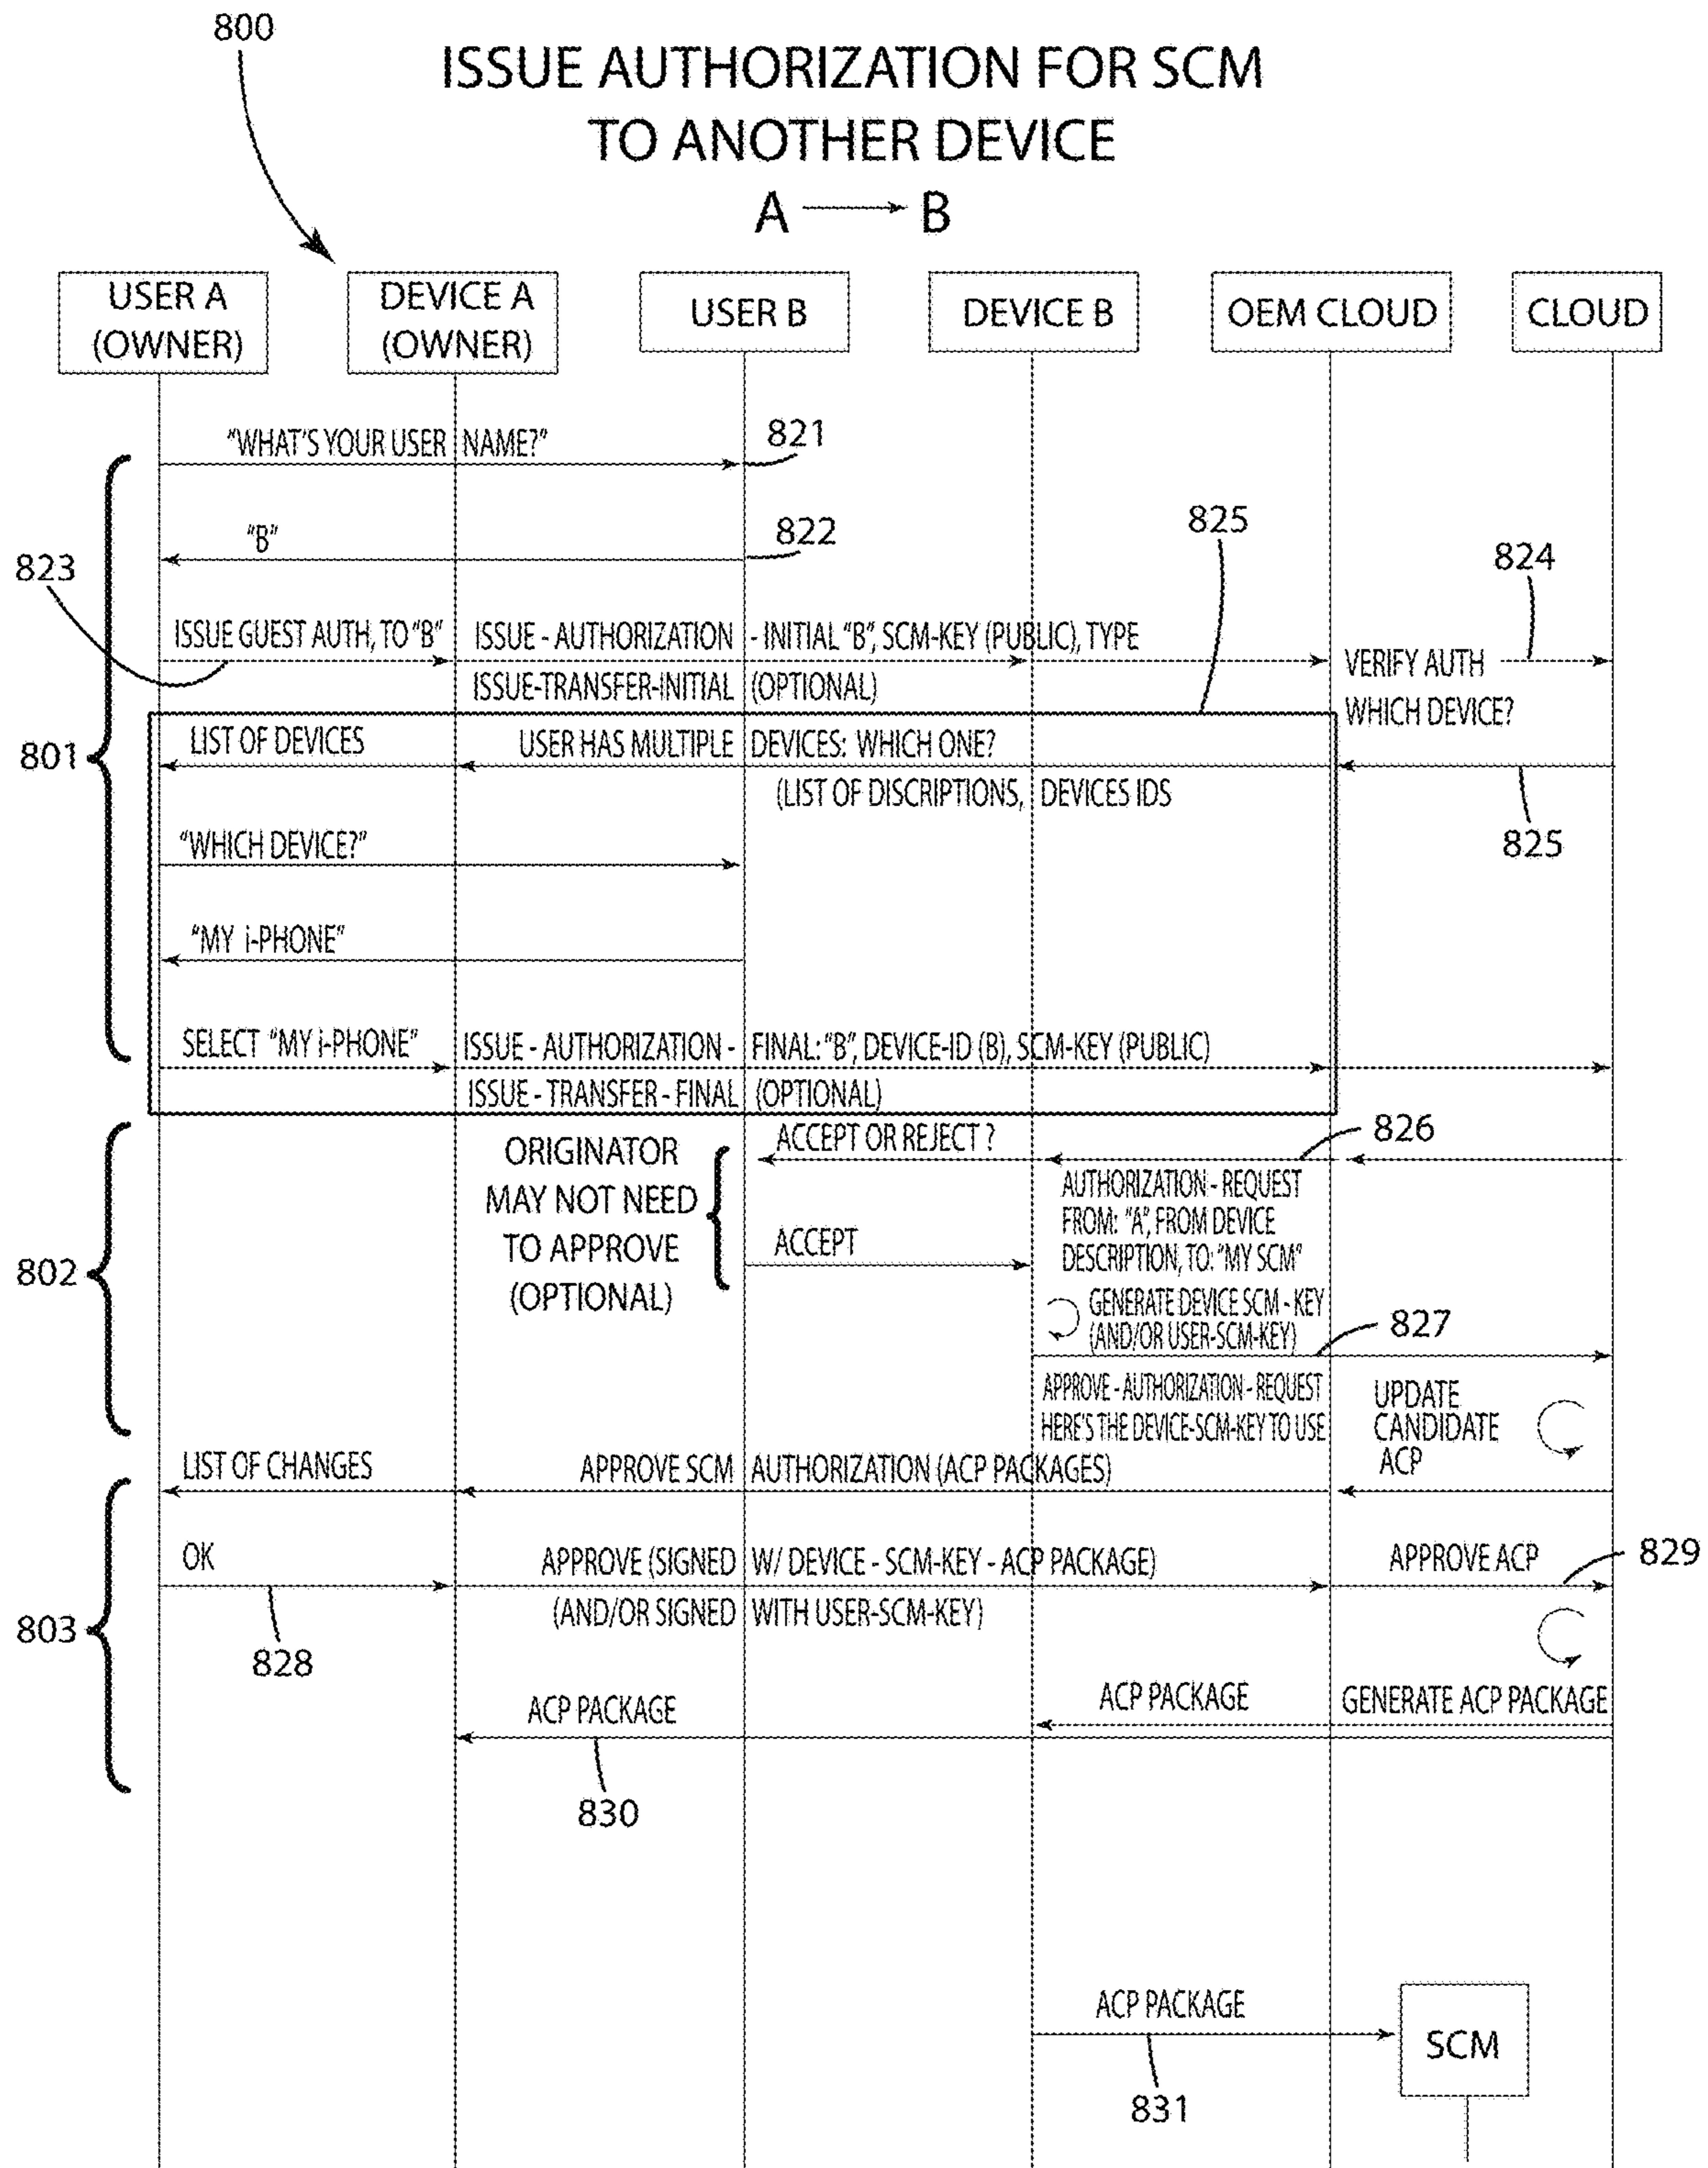 800
ISSUE AUTHORIZATION FOR SCM
TO ANOTHER DEVICE
A B
USER A
(OWNER)
DEVICE A
(OWNER)
USER B
DEVICE B
OEM CLOUD
CLOUD
"WHAT'S YOUR USER NAME?"
821
"B"
822
825
823
824
ISSUE GUEST AUTH, TO "B"
ISSUE - AUTHORIZATION - INITIAL "B", SCM-KEY (PUBLIC), TYPE
VERIFY AUTH
ISSUE-TRANSFER-INITIAL (OPTIONAL)
WHICH DEVICE?
801
LIST OF DEVICES
USER HAS MULTIPLE DEVICES: WHICH ONE?
(LIST OF DISCRIPTIONS, DEVICES IDS
825
"WHICH DEVICE?"
"MY i-PHONE"
SELECT "MY i-PHONE"
ISSUE - AUTHORIZATION - FINAL: "B", DEVICE-ID (B), SCM-KEY (PUBLIC)
ISSUE - TRANSFER - FINAL (OPTIONAL)
802
ORIGINATOR
MAY NOT NEED
TO APPROVE
(OPTIONAL)
ACCEPT OR REJECT ?
826
AUTHORIZATION - REQUEST
FROM: "A", FROM DEVICE
DESCRIPTION, TO: "MY SCM"
ACCEPT
GENERATE DEVICE SCM - KEY
(AND/OR USER-SCM-KEY)
827
APPROVE - AUTHORIZATION - REQUEST
HERE'S THE DEVICE-SCM-KEY TO USE
UPDATE
CANDIDATE
ACP
LIST OF CHANGES
APPROVE SCM AUTHORIZATION (ACP PACKAGES)
803
OK
APPROVE (SIGNED W/ DEVICE - SCM-KEY - ACP PACKAGE)
APPROVE ACP
829
(AND/OR SIGNED WITH USER-SCM-KEY)
828
ACP PACKAGE
ACP PACKAGE
GENERATE ACP PACKAGE
830
ACP PACKAGE
SCM
831